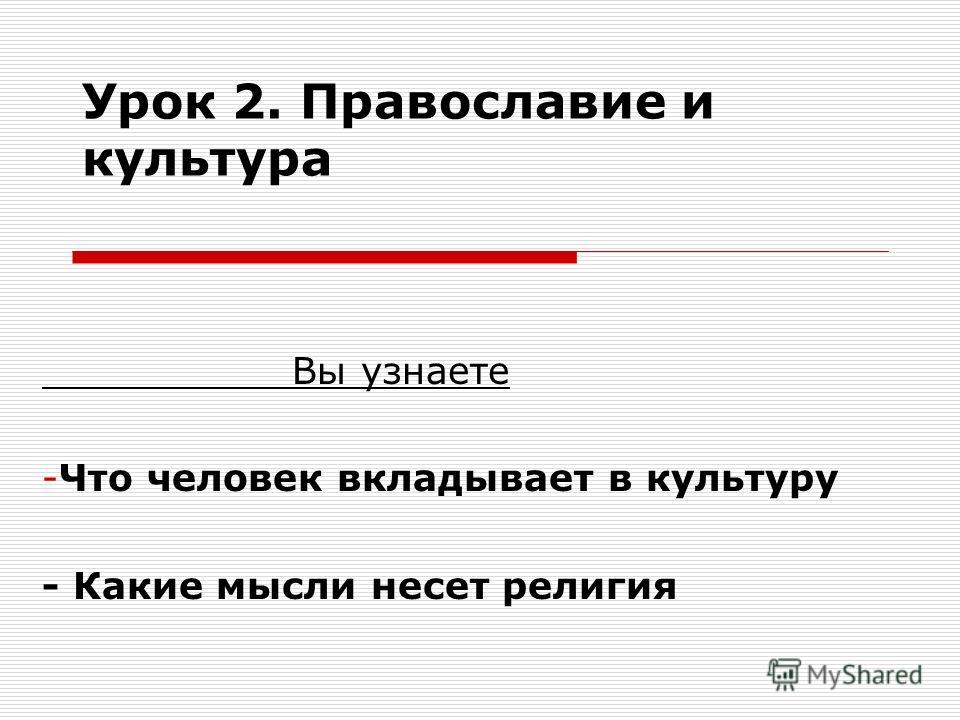 Урок 2. Православие и
культура
Вы узнаете
-Что человек вкладывает в культуру
- Какие мысли несет религия
MyShared